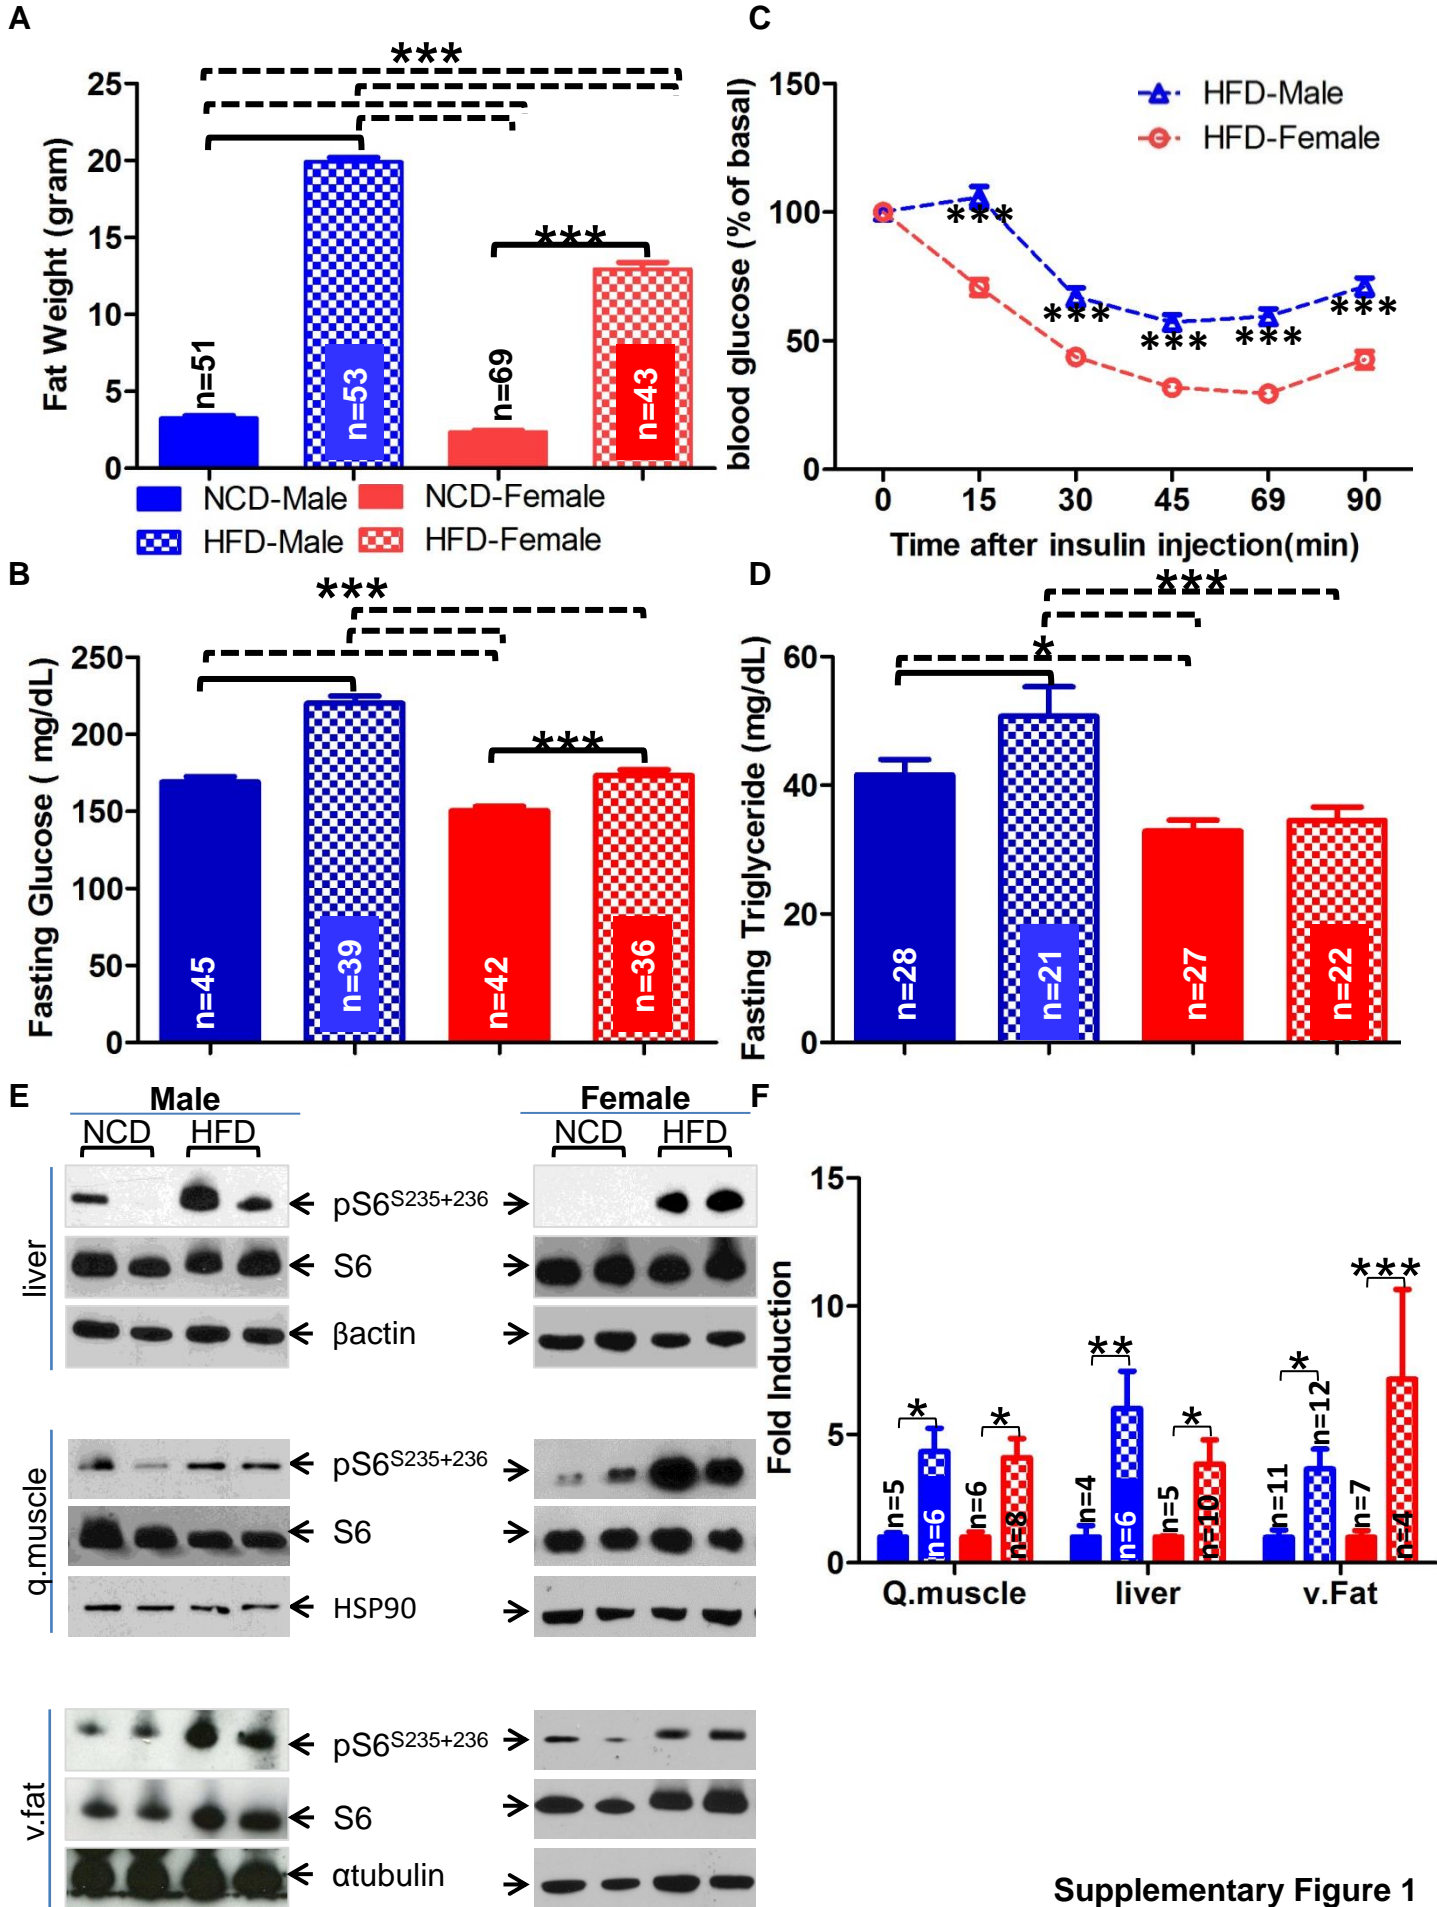 A
***
25
20
15
10
5
0
Fat Weight (gram)
***
n=51
n=53
n=69
n=43
NCD-Male
NCD-Female
HFD-Male
HFD-Female
C
150
100
50
0
blood glucose (% of basal)
HFD-Male
HFD-Female
***
***
***
***
***
0 15 30 45 69 90
Time after insulin injection(min)
B
***
250
200
150
100
50
0
Fasting Glucose ( mg/dL)
***
n=45
n=39
n=42
n=36
D
***
*
60
40
20
0
Fasting Triglyceride (mg/dL)
n=28
n=21
n=27
n=22
E
Male
Female
NCD HFD
NCD HFD
liver
pS6S235+236
S6
βactin
q.muscle
pS6S235+236
S6
HSP90
v.fat
pS6S235+236
S6
αtubulin
F
15
10
5
0
Fold Induction
*
*
**
*
*
***
n=5
n=6
n=6
n=8
n=4
n=6
n=5
n=10
n=11
n=12
n=7
n=4
Q.muscle liver v.Fat
Supplementary Figure 1